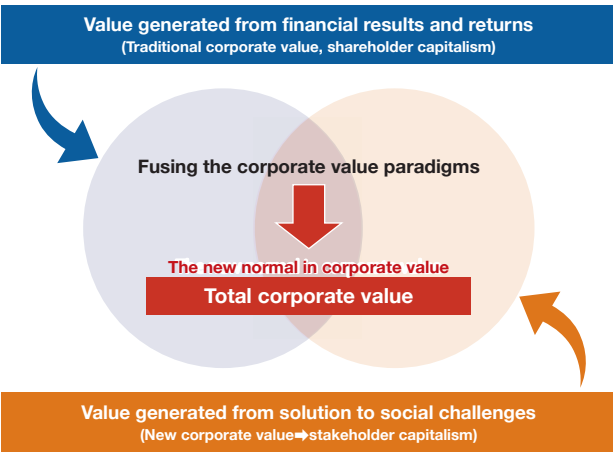 Value generated from financial results and returns
(Traditional corporate value, shareholder capitalism)
Fusing the corporate value paradigms
The new normal in corporate value
Total corporate value
Value generated from solution to social challenges
(New corporate value➡stakeholder capitalism)